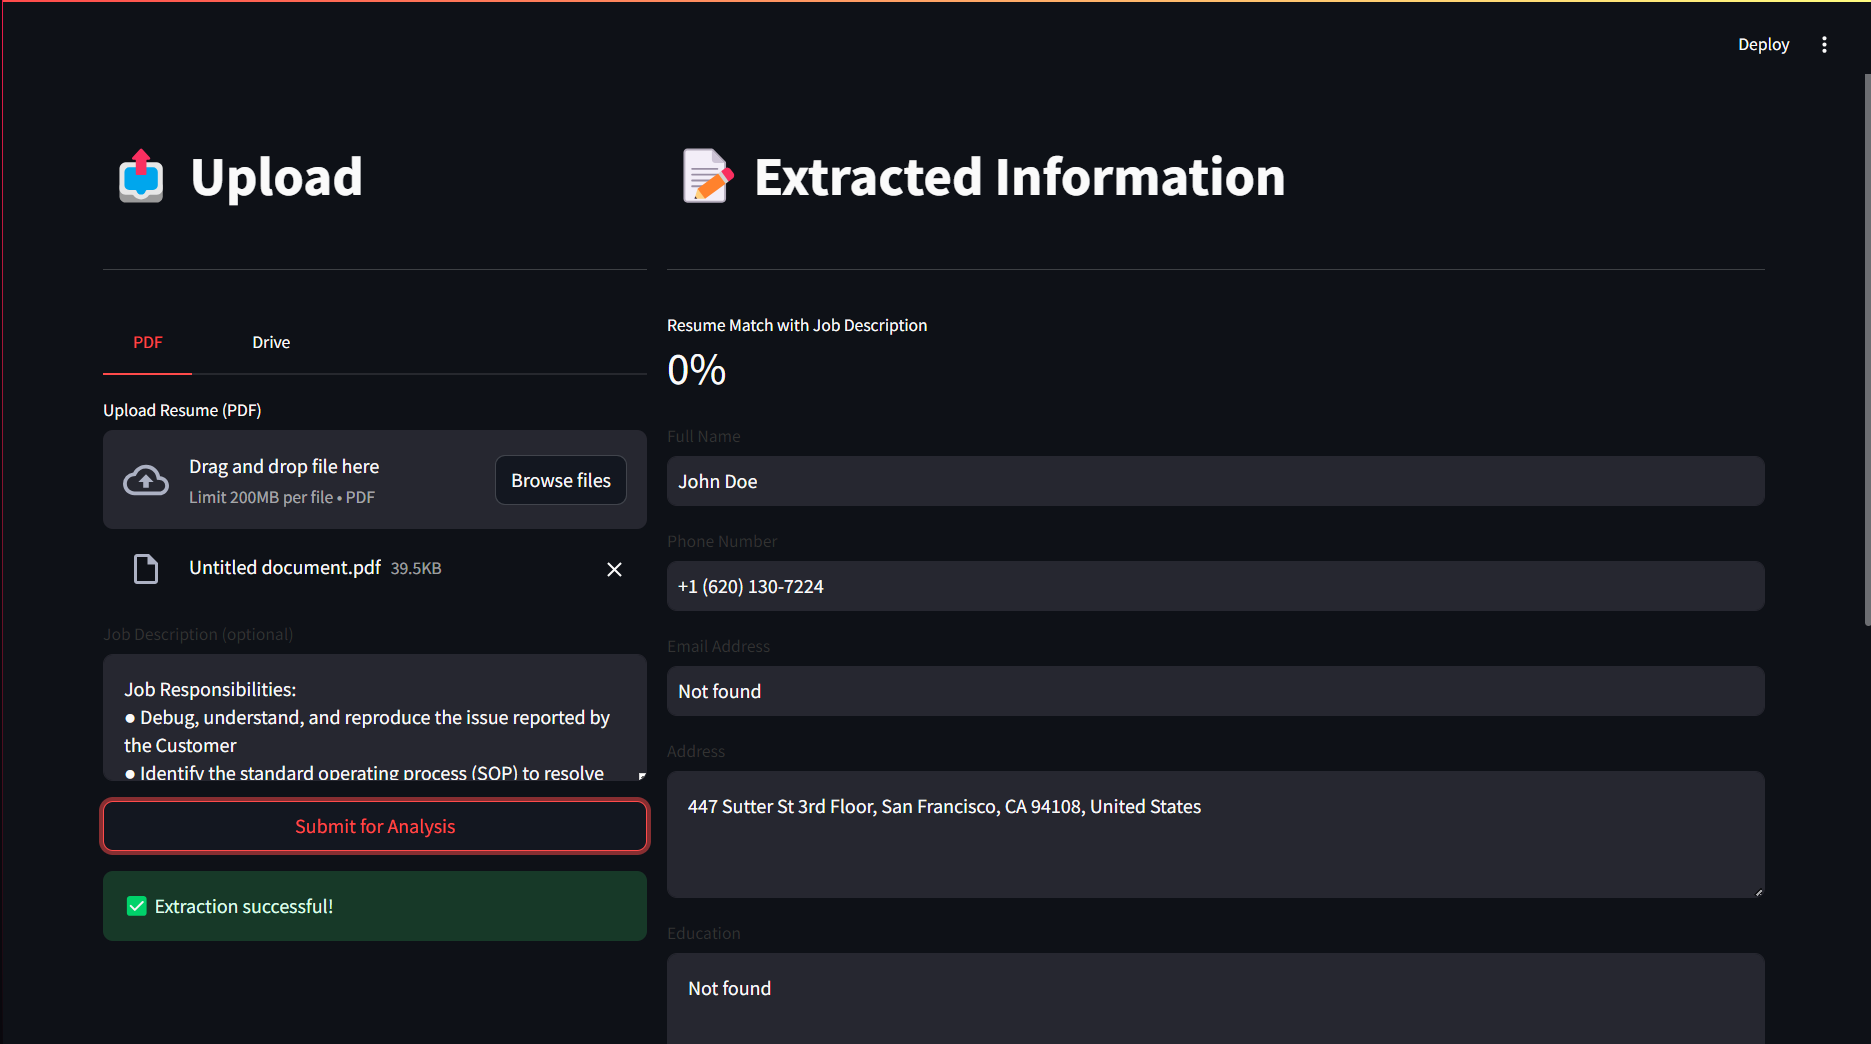 Deploy
Upload
PDF
Drive
Upload Resume (PDF)
Drag and drop file here
Limit 200MB per file • PDF
Browse files
Untitled document.pdf 39.5KB
Job Description (optional)
Job Responsibilities:
● Debug, understand, and reproduce the issue reported by
the Customer
● Identify the standard operating process (SOP) to resolve
Submit for Analysis
Extraction successful!
Extracted Information
Resume Match with Job Description
0%
Full Name
John Doe
Phone Number
+1 (620) 130-7224
Email Address
Not found
Address
447 Sutter St 3rd Floor, San Francisco, CA 94108, United States
Education
Not found